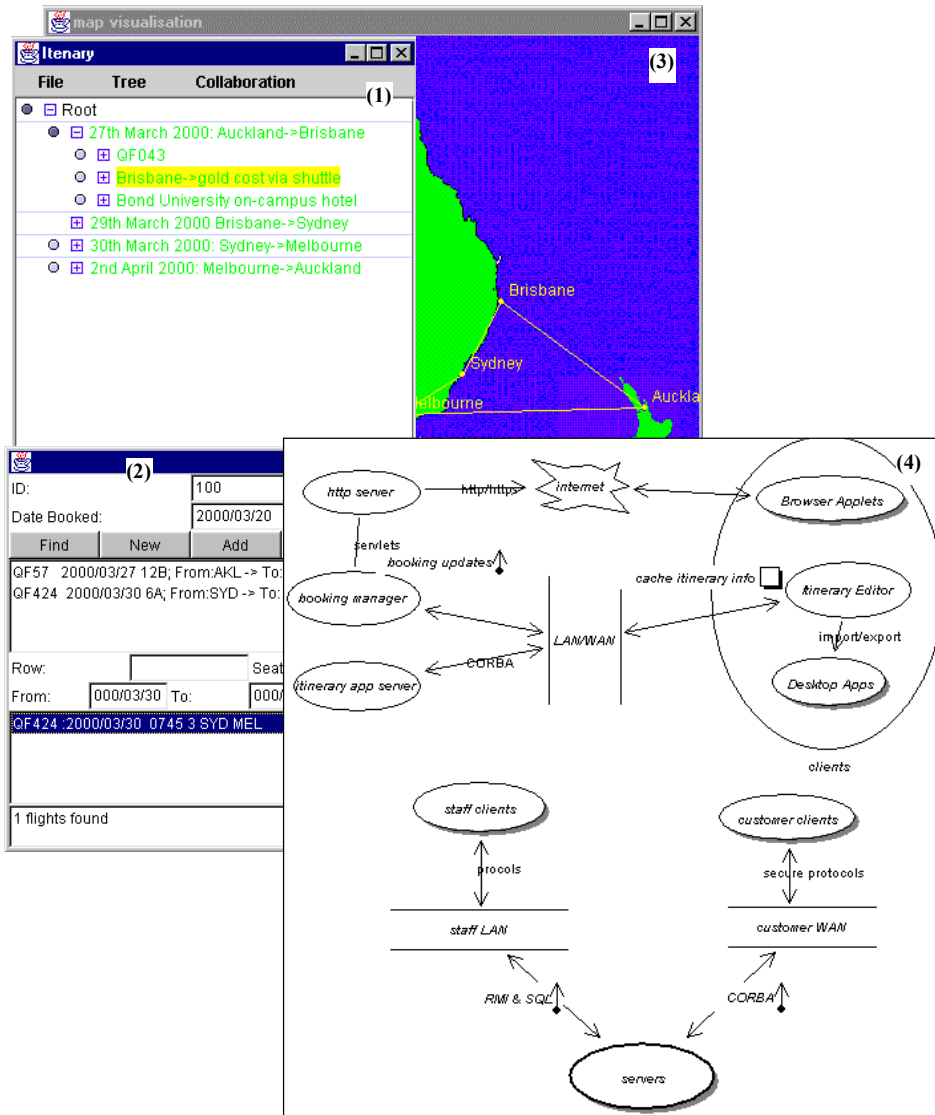 map visualisation
Itenary
(3)
File Tree Collaboration
(1)
Root
27th March 2000: Auckland->Brisbane
QF043
Brisbane->gold cost via shuttle
Bond University on-campus hotel
29th March 2000 Brisbane->Sydney
30th March 2000: Sydney->Melbourne
2nd April 2000: Melbourne->Auckland
Brisbane
Sydney
elbourne
Auckla
(2)
ID: 100
Date Booked: 2000/03/20
Find New Add
QF57 2000/03/27 12B; From:AKL -> To:
QF424 2000/03/30 6A; From:SYD -> To:
Row: Seat
From: 000/03/30 To: 000/
QF424 :2000/03/30 0745 3 SYD MEL
1 flights found
(4)
http server
http/https
internet
Browser Applets
servlets
booking updates
cache itinerary info
booking manager
Itinerary Editor
LAN/WAN
import/export
CORBA
itinerary app server
Desktop Apps
clients
staff clients
customer clients
procols
secure protocols
staff LAN
customer WAN
RMI & SQL
CORBA
servers